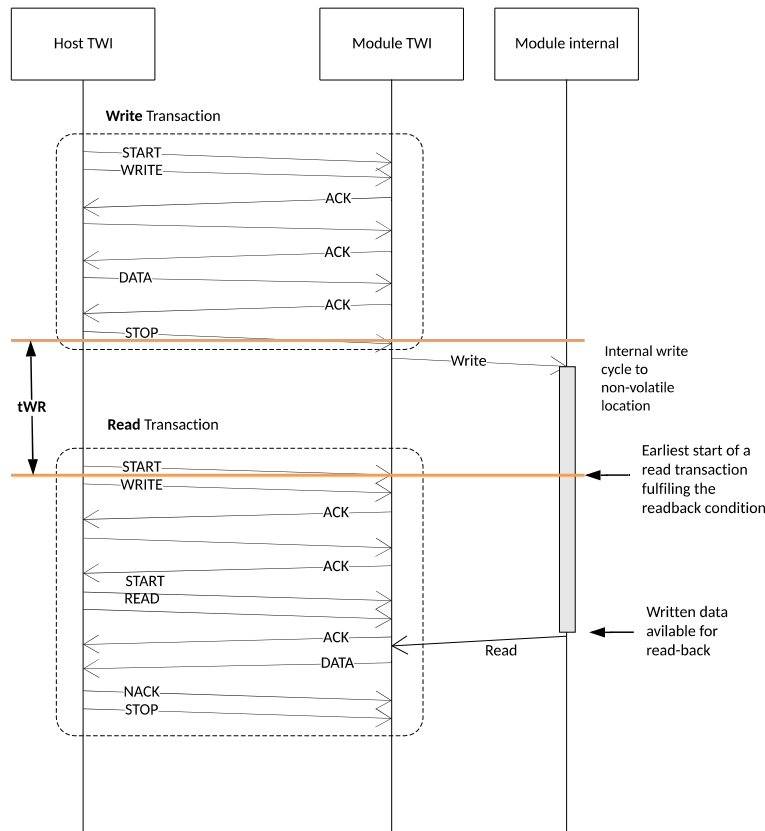 Host TWI
Module TWI
Module internal
Write Transaction
START
WRITE
ACK
ACK
DATA
ACK
STOP
Write
Internal write
cycle to
non-volatile
location
tWR
Read Transaction
Earliest start of a
read transaction
fulfiling the
readback condition
START
WRITE
ACK
ACK
START
READ
Written data
avilable for
read-back
ACK
Read
DATA
NACK
STOP